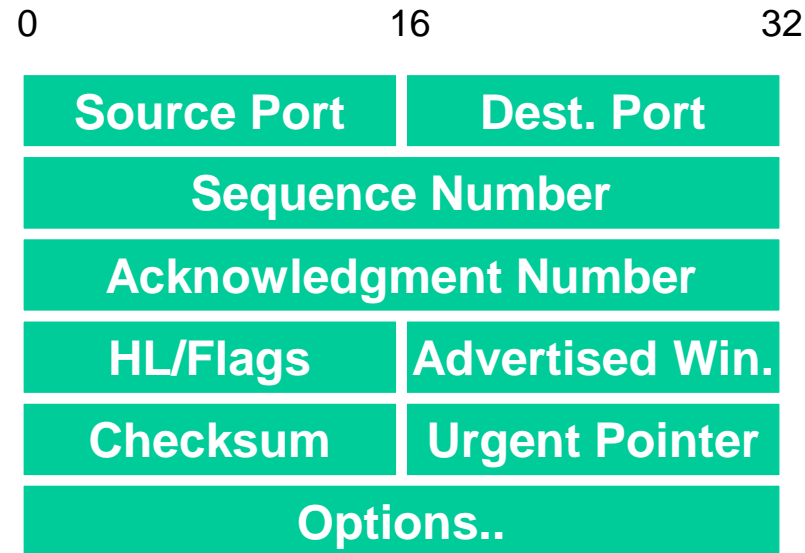 0 16 32
Source Port Dest. Port
Sequence Number
Acknowledgment Number
HL/Flags Advertised Win.
Checksum Urgent Pointer
Options..